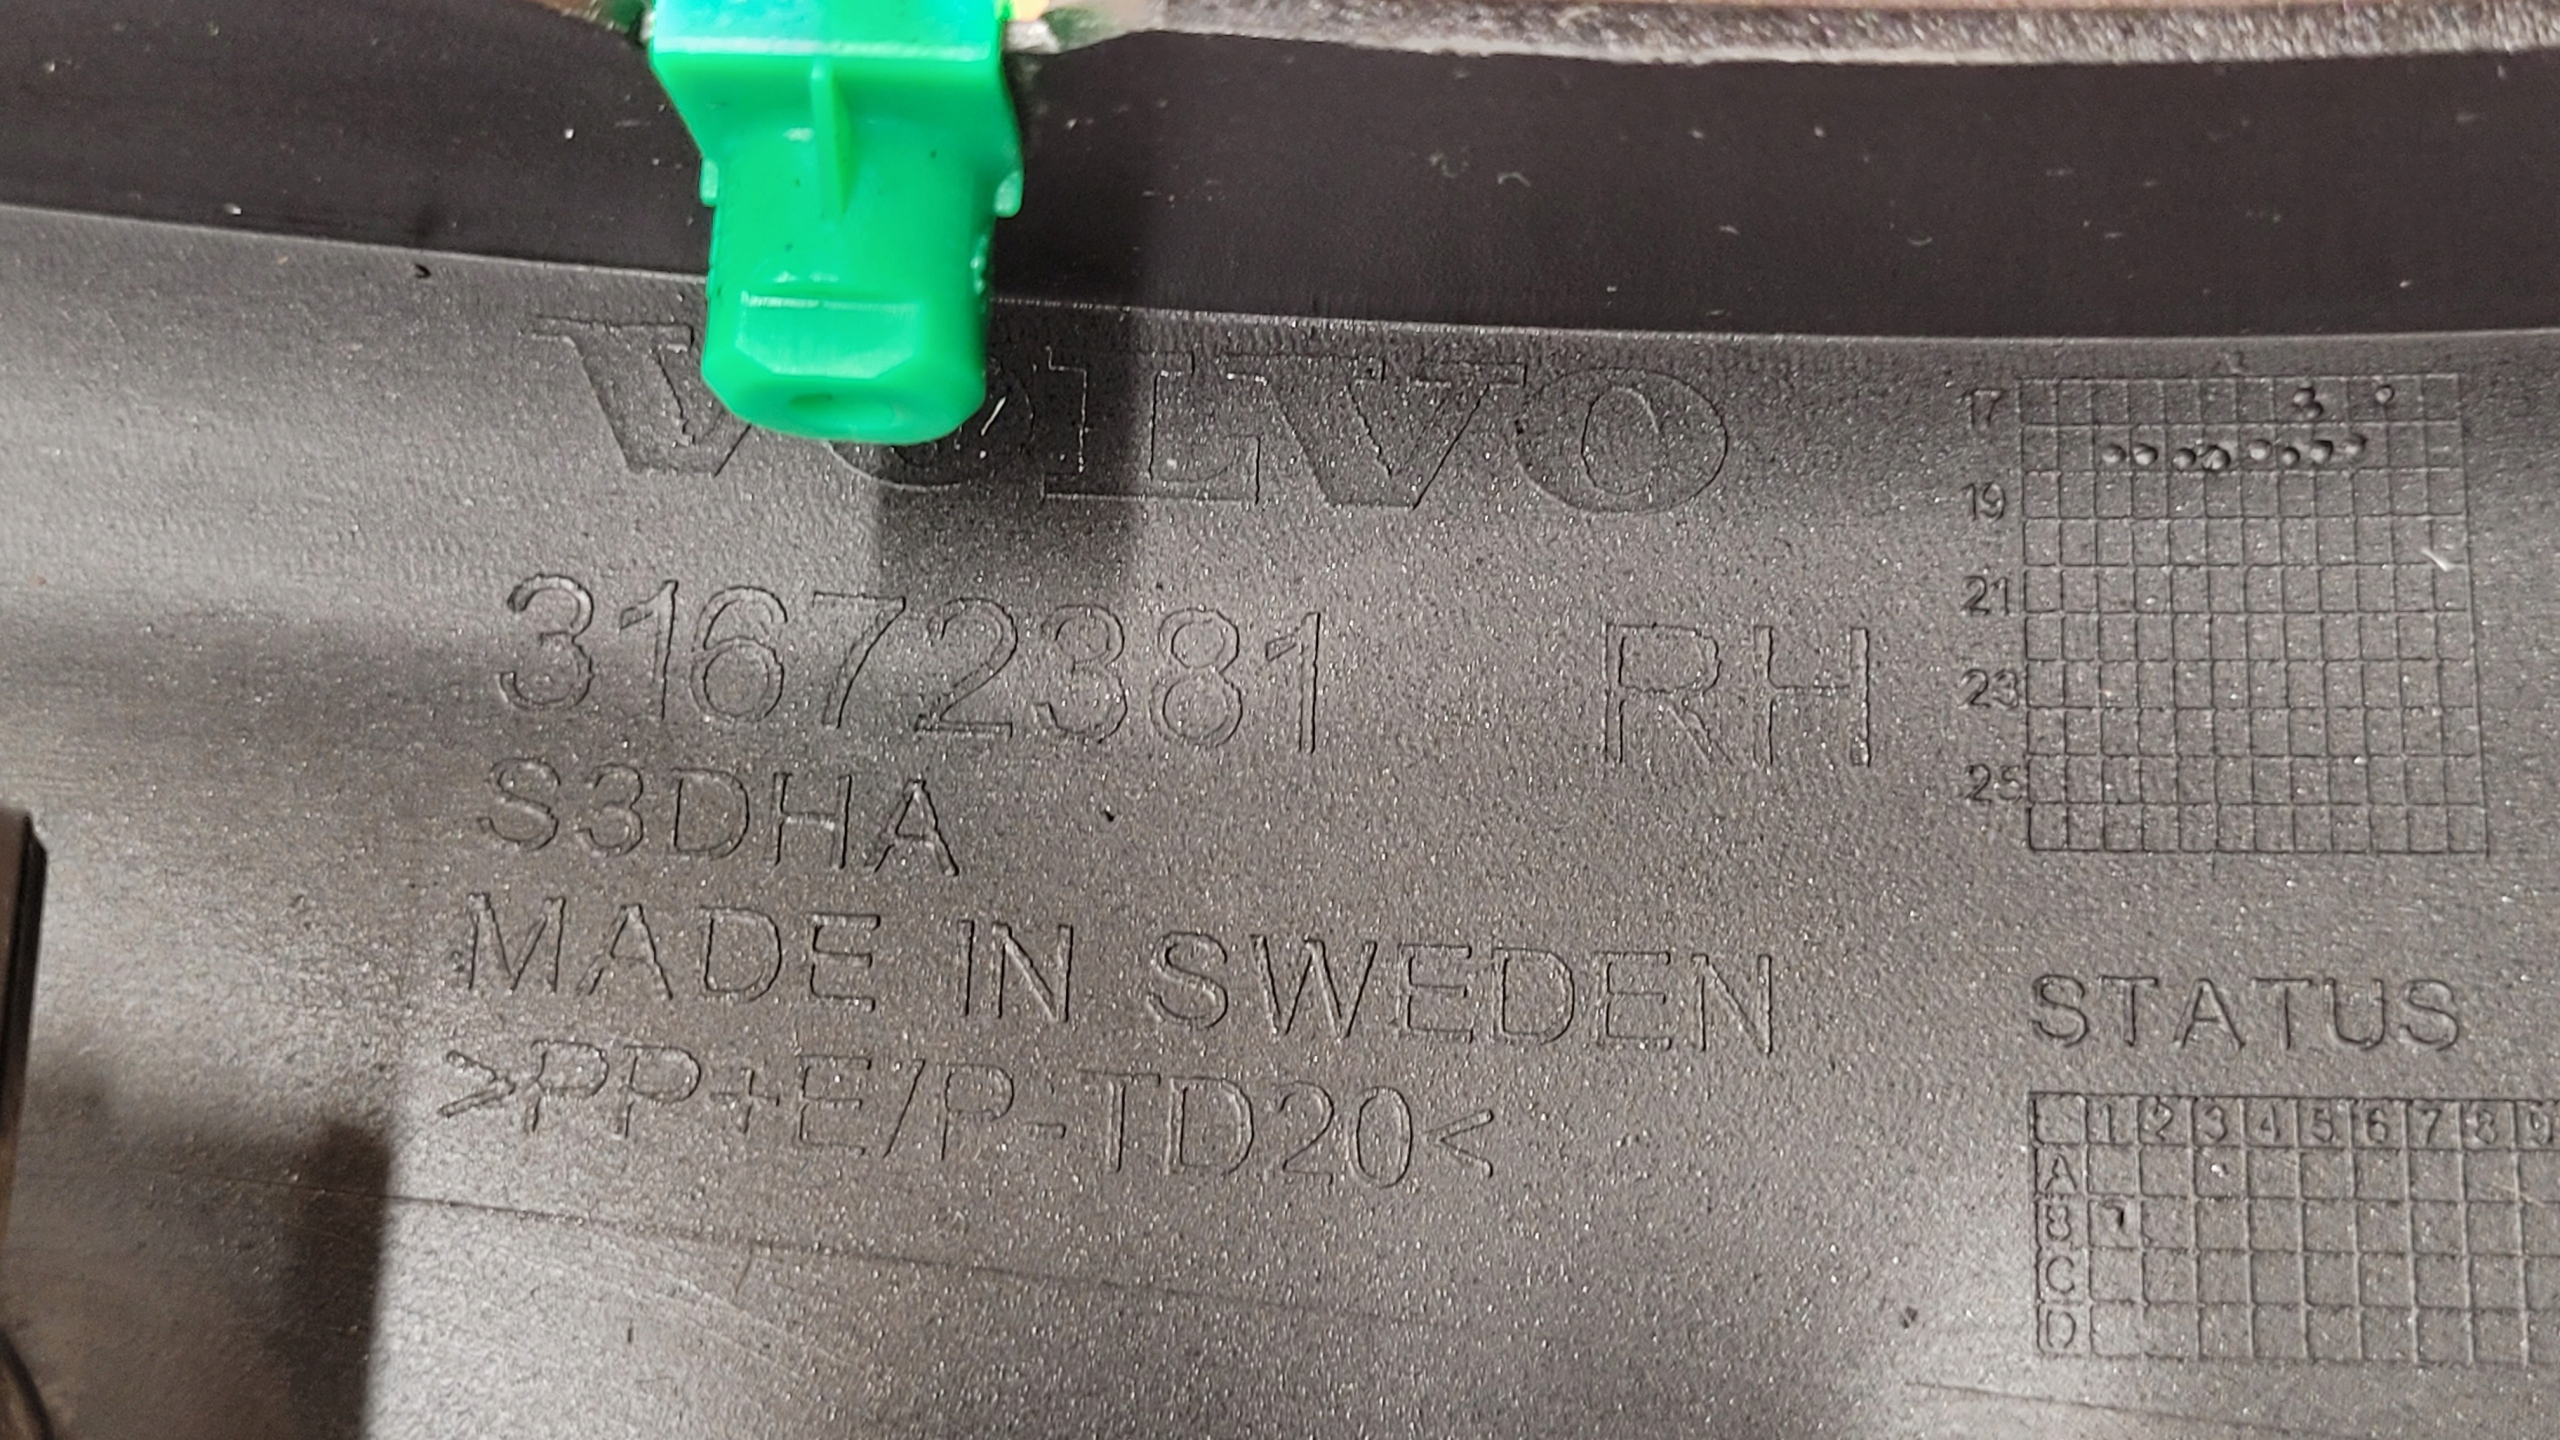 VOLVO
31672381 RH
S3DHA
MADE IN SWEDEN
>PP+E/P-TD20<
17
19
21
23
25
STATUS
1 2 3 4 5 6 7 8 9
A
B
C
D